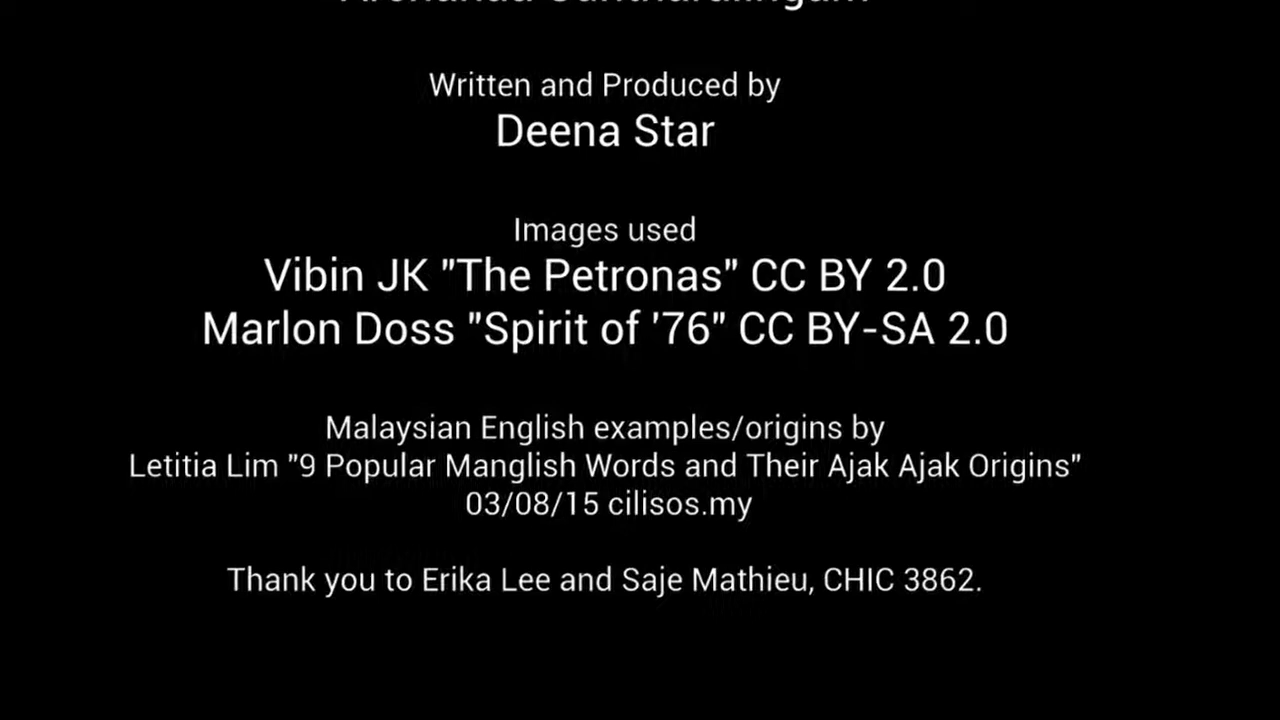 Written and Produced by
Deena Star
Images used
Vibin JK "The Petronas" CC BY 2.0
Marlon Doss "Spirit of '76" CC BY-SA 2.0
Malaysian English examples/origins by
Letitia Lim "9 Popular Manglish Words and Their Ajak Ajak Origins"
03/08/15 cilisos.my
Thank you to Erika Lee and Saje Mathieu, CHIC 3862.